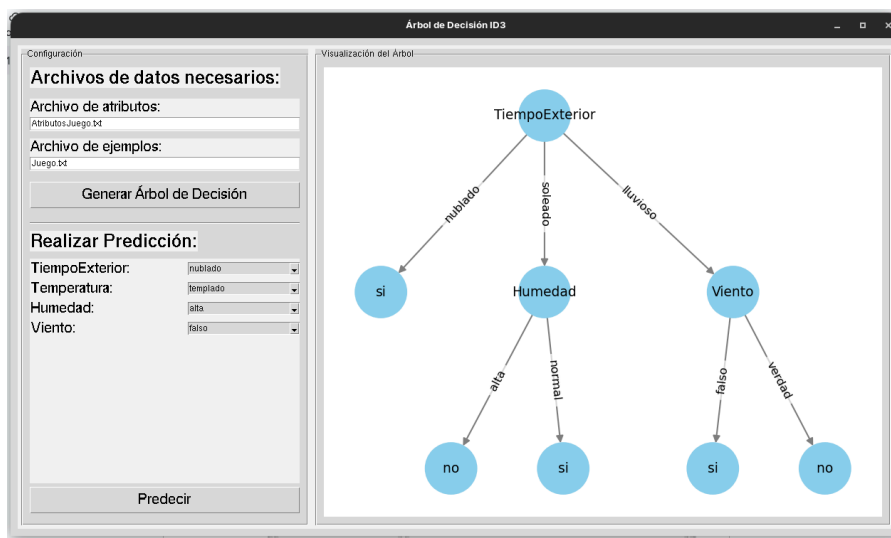 Árbol de Decisión ID3
Configuración
Archivos de datos necesarios:
Archivo de atributos:
AtributosJuego.txt
Archivo de ejemplos:
Juego.txt
Generar Árbol de Decisión
Realizar Predicción:
TiempoExterior: nublado
Temperatura: templado
Humedad: alta
Viento: falso
Predecir
Visualización del Árbol
TiempoExterior
nublado
soleado
lluvioso
si
Humedad
Viento
alta
normal
falso
verdad
no
si
si
no